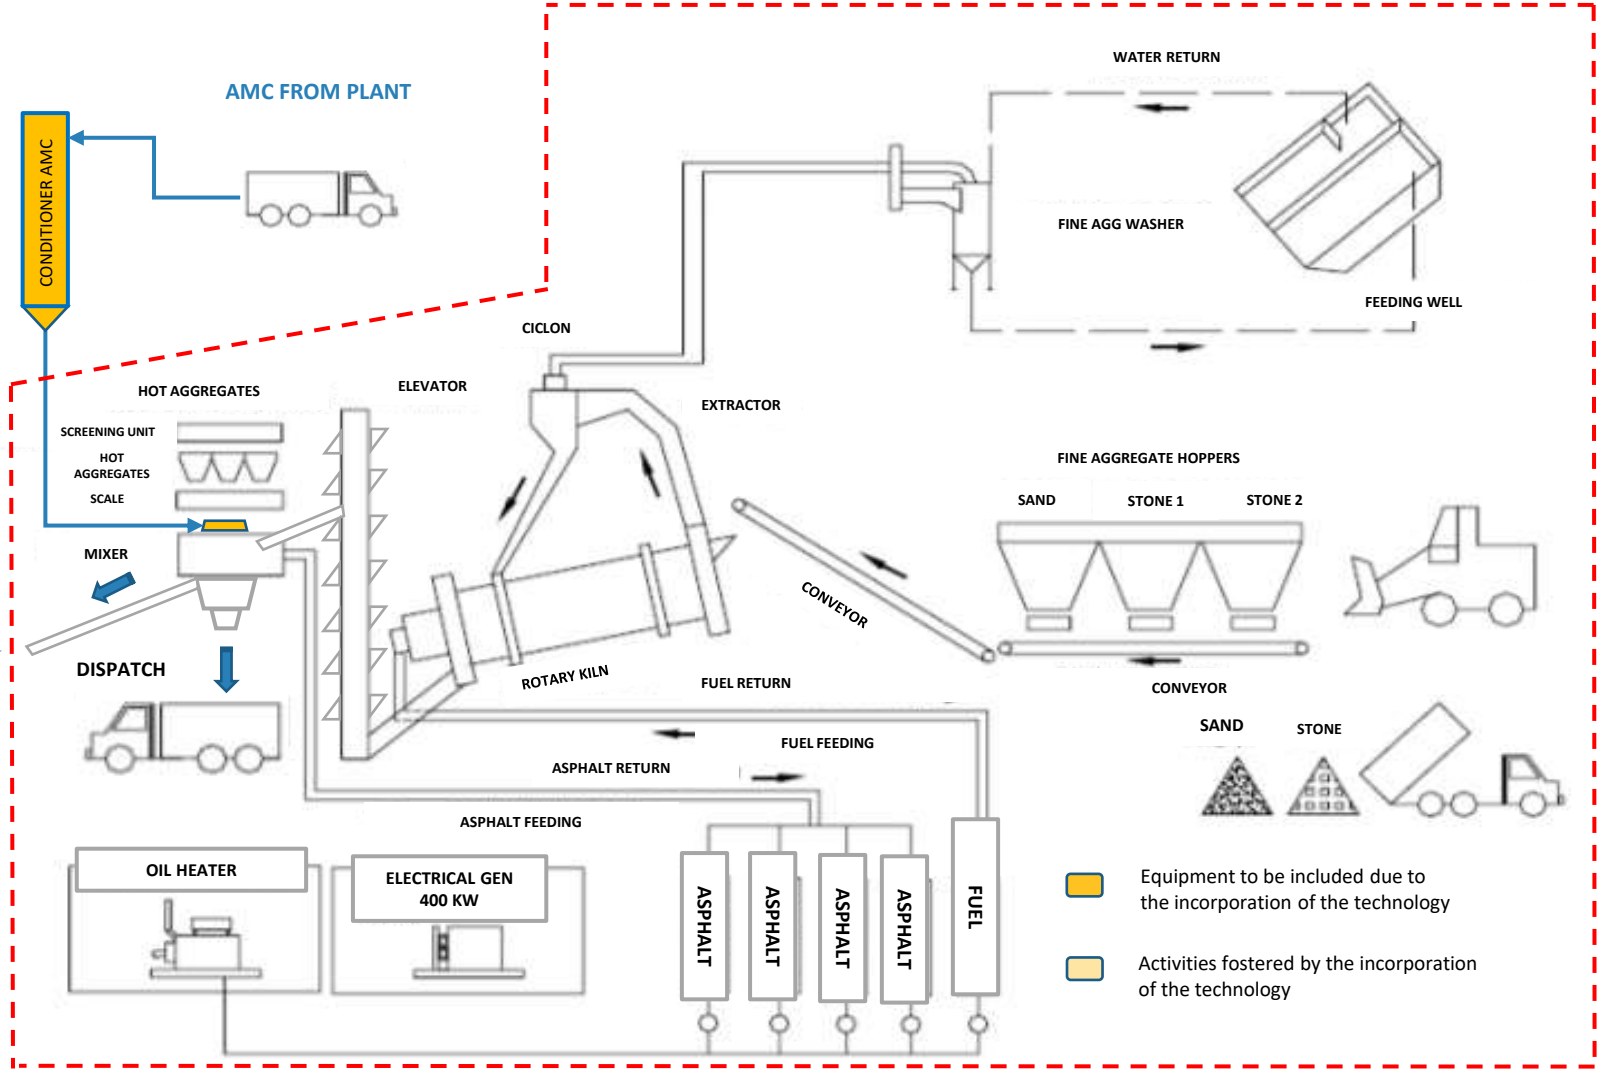 WATER RETURN
AMC FROM PLANT
CONDITIONER AMC
FINE AGG WASHER
FEEDING WELL
CICLON
HOT AGGREGATES
ELEVATOR
EXTRACTOR
SCREENING UNIT
HOT
AGGREGATES
SCALE
FINE AGGREGATE HOPPERS
SAND
STONE 1
STONE 2
MIXER
CONVEYOR
DISPATCH
ROTARY KILN
FUEL RETURN
CONVEYOR
SAND
STONE
FUEL FEEDING
ASPHALT RETURN
ASPHALT FEEDING
OIL HEATER
ELECTRICAL GEN
400 KW
ASPHALT
ASPHALT
ASPHALT
ASPHALT
FUEL
Equipment to be included due to
the incorporation of the technology
Activities fostered by the incorporation
of the technology